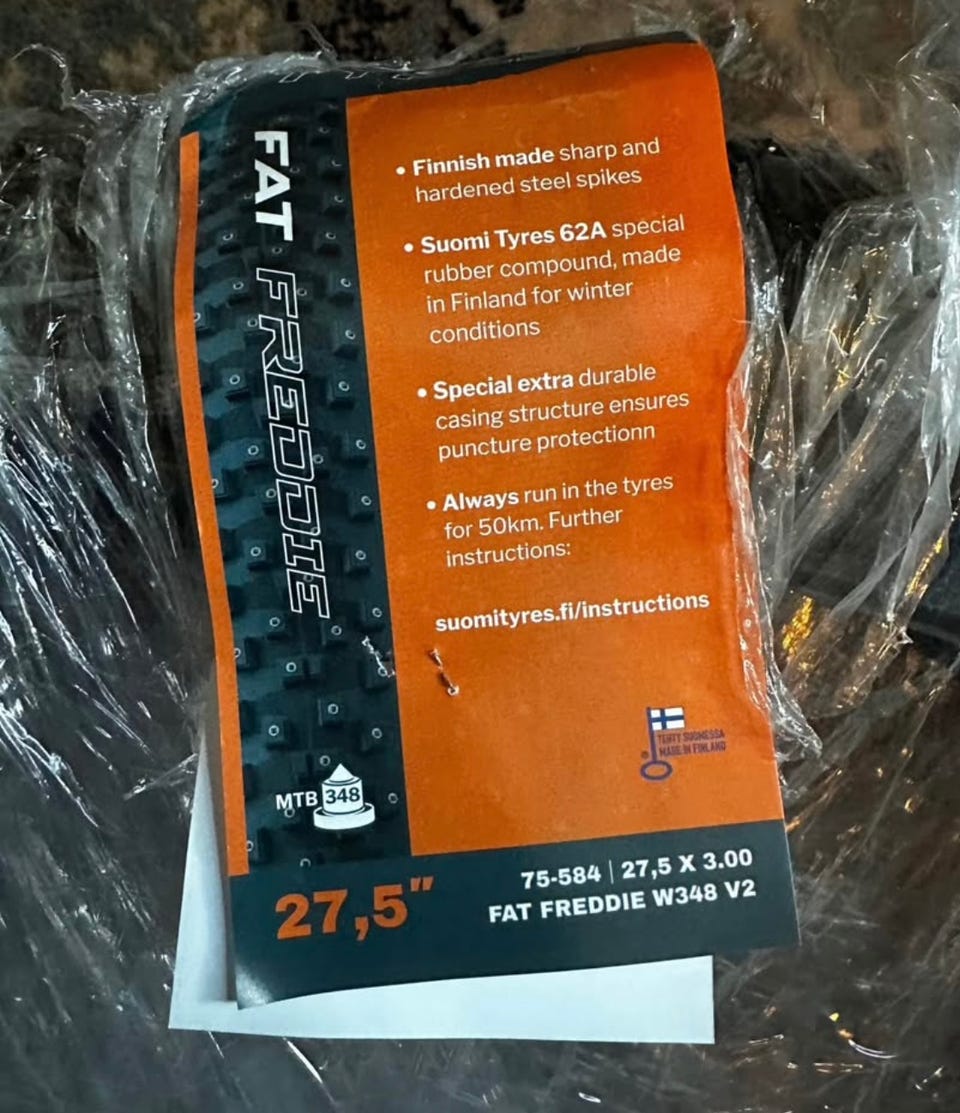 FAT FREDDIE
• Finnish made sharp and
hardened steel spikes
• Suomi Tyres 62A special
rubber compound, made
in Finland for winter
conditions
• Special extra durable
casing structure ensures
puncture protectionn
• Always run in the tyres
for 50km. Further
instructions:
suomityres.fi/instructions
TEHTY SUOMESSA
MADE IN FINLAND
MTB 348
27,5"
75-584 | 27,5 X 3.00
FAT FREDDIE W348 V2